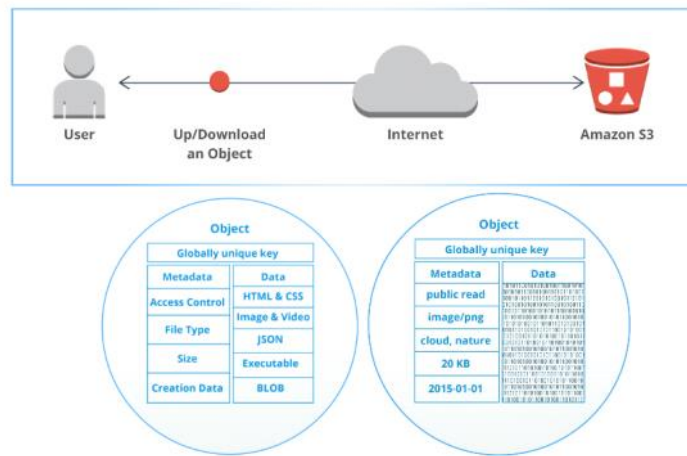 User
Up/Download
an Object
Internet
Amazon S3
Object
Globally unique key
Metadata
Data
Access Control
HTML & CSS
File Type
Image & Video
JSON
Size
Executable
Creation Data
BLOB
Object
Globally unique key
Metadata
Data
public read
image/png
cloud, nature
20 KB
2015-01-01